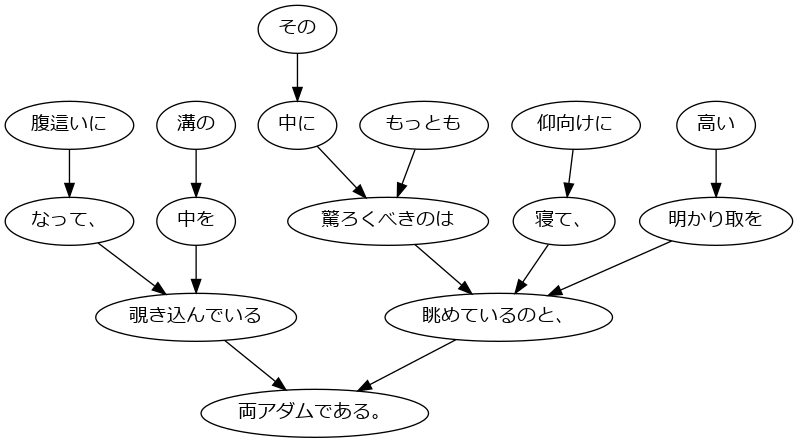 その
腹這いに
溝の
中に
もっとも
仰向けに
高い
なって、
中を
驚ろくべきのは
寝て、
明かり取を
覗き込んでいる
眺めているのと、
両アダムである。